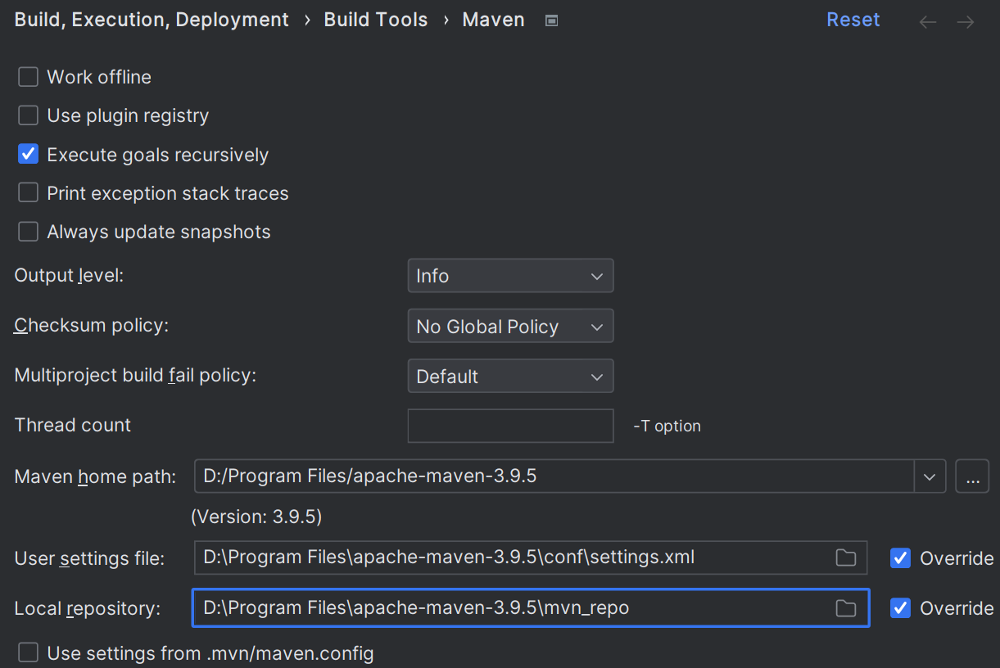 Build, Execution, Deployment › Build Tools › Maven Reset
Work offline
Use plugin registry
Execute goals recursively
Print exception stack traces
Always update snapshots
Output level: Info
Checksum policy: No Global Policy
Multiproject build fail policy: Default
Thread count -T option
Maven home path: D:/Program Files/apache-maven-3.9.5 ...
(Version: 3.9.5)
User settings file: D:\Program Files\apache-maven-3.9.5\conf\settings.xml Override
Local repository: D:\Program Files\apache-maven-3.9.5\mvn_repo Override
Use settings from .mvn/maven.config